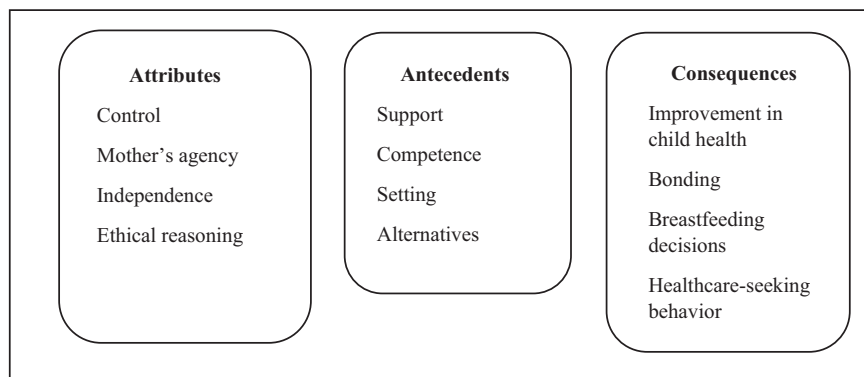 Attributes
Control
Mother's agency
Independence
Ethical reasoning
Antecedents
Support
Competence
Setting
Alternatives
Consequences
Improvement in
child health
Bonding
Breastfeeding
decisions
Healthcare-seeking
behavior